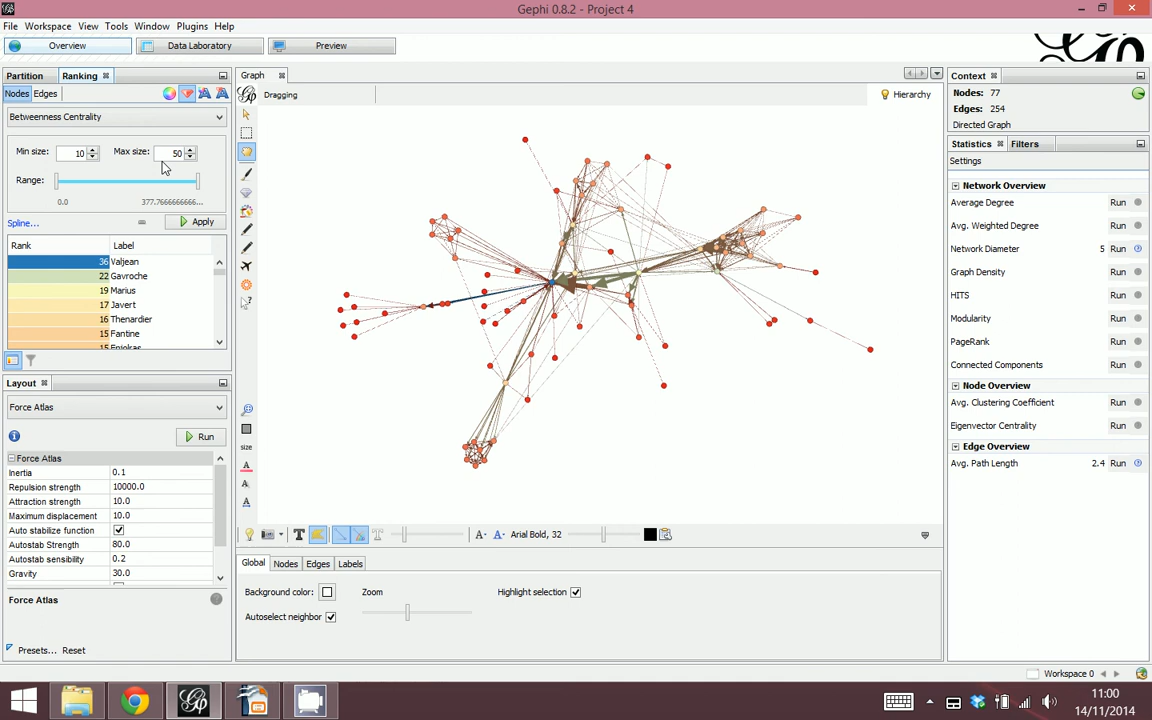 Gephi 0.8.2 - Project 4
File Workspace View Tools Window Plugins Help
Overview Data Laboratory Preview
Partition Ranking
Nodes Edges
Betweenness Centrality
Min size: 10 Max size: 50
Range:
0.0 377.7666666666...
Spline... Apply
Rank Label
36 Valjean
22 Gavroche
19 Marius
17 Javert
16 Thenardier
15 Fantine
15 Enjolras
Layout
Force Atlas
Run
Force Atlas
Inertia 0.1
Repulsion strength 10000.0
Attraction strength 10.0
Maximum displacement 10.0
Auto stabilize function
Autostab Strength 80.0
Autostab sensibility 0.2
Gravity 30.0
Force Atlas
Presets... Reset
Graph
Dragging
Hierarchy
size
A
A
A
T A- A- Arial Bold, 32
Global Nodes Edges Labels
Background color: Zoom Highlight selection
Autoselect neighbor
Context
Nodes: 77
Edges: 254
Directed Graph
Statistics Filters
Settings
Network Overview
Average Degree Run
Avg. Weighted Degree Run
Network Diameter 5 Run
Graph Density Run
HITS Run
Modularity Run
PageRank Run
Connected Components Run
Node Overview
Avg. Clustering Coefficient Run
Eigenvector Centrality Run
Edge Overview
Avg. Path Length 2.4 Run
Workspace 0
11:00
14/11/2014